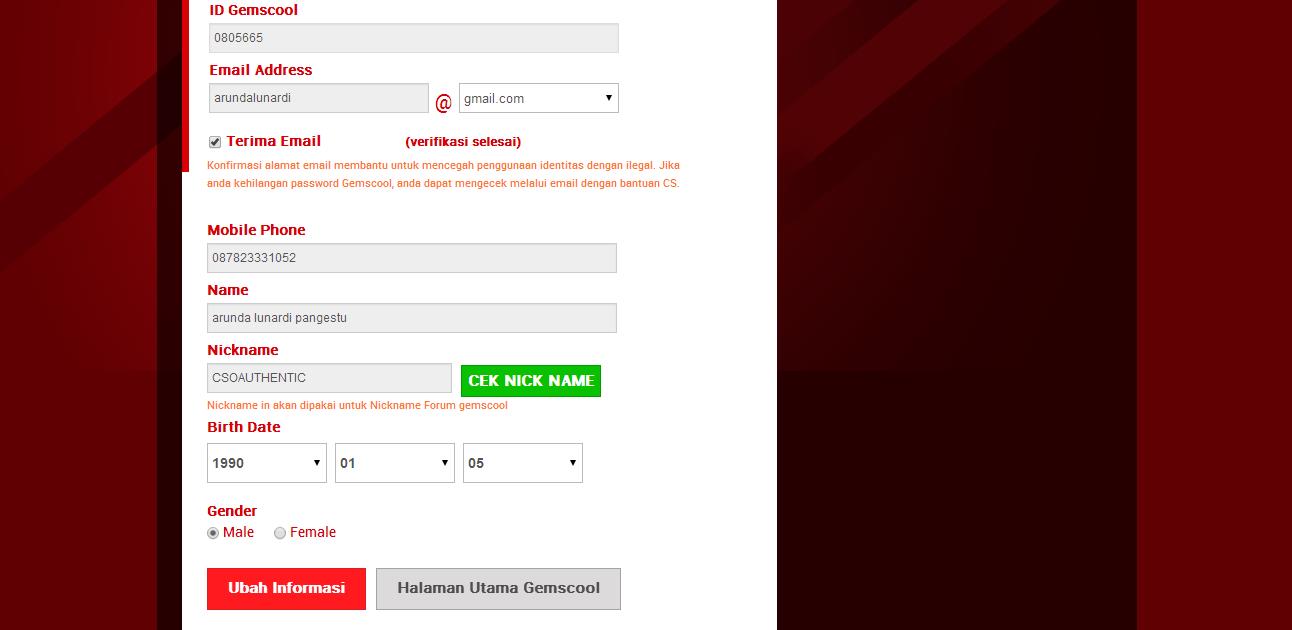 ID Gemscool
0805665
Email Address
arundalunardi @ gmail.com
Terima Email (verifikasi selesai)
Konfirmasi alamat email membantu untuk mencegah penggunaan identitas dengan ilegal. Jika
anda kehilangan password Gemscool, anda dapat mengecek melalui email dengan bantuan CS.
Mobile Phone
087823331052
Name
arunda lunardi pangestu
Nickname
CSOAUTHENTIC CEK NICK NAME
Nickname in akan dipakai untuk Nickname Forum gemscool
Birth Date
1990 01 05
Gender
Male Female
Ubah Informasi Halaman Utama Gemscool